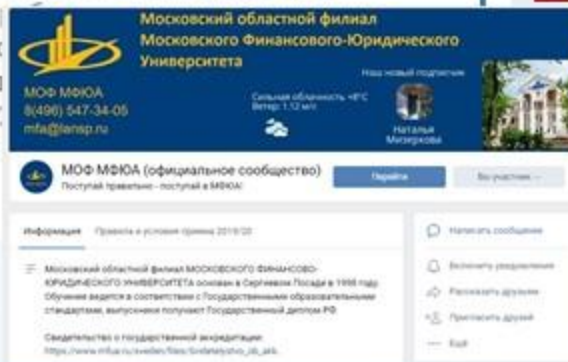 Московский областной филиал
Московского Финансового-Юридического
Университета
Наш новый подписчик
МОФ МФЮА
8(496) 547-34-05
mfa@lansp.ru
Сильная облачность +8°C
Ветер: 1.12 м/с
Наталья
Мизеркова
МОФ МФЮА (официальное сообщество)
Поступай правильно - поступай в МФЮА!
Перейти
Вы участник
Информация Правила и условия приема 2019/20
Московский областной филиал МОСКОВСКОГО ФИНАНСОВО-
ЮРИДИЧЕСКОГО УНИВЕРСИТЕТА основан в Сергиевом Посаде в 1998 году.
Обучение ведется в соответствии с Государственными образовательными
стандартами, выпускники получают Государственный диплом РФ.
Свидетельство о государственной аккредитации:
Написать сообщение
Включить уведомления
Рассказать друзьям
Пригласить друзей
Ещё